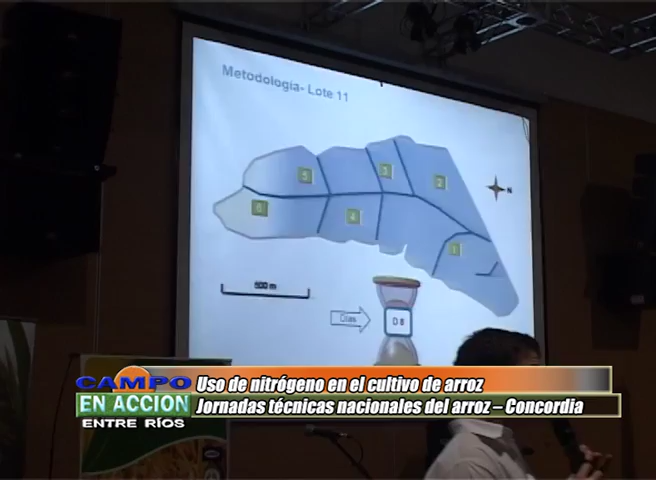 Metodología- Lote 11
5
3
2
N
6
4
1
500 m
Días
D 8
CAMPO
EN ACCION
ENTRE RÍOS
Uso de nitrógeno en el cultivo de arroz
Jornadas técnicas nacionales del arroz – Concordia